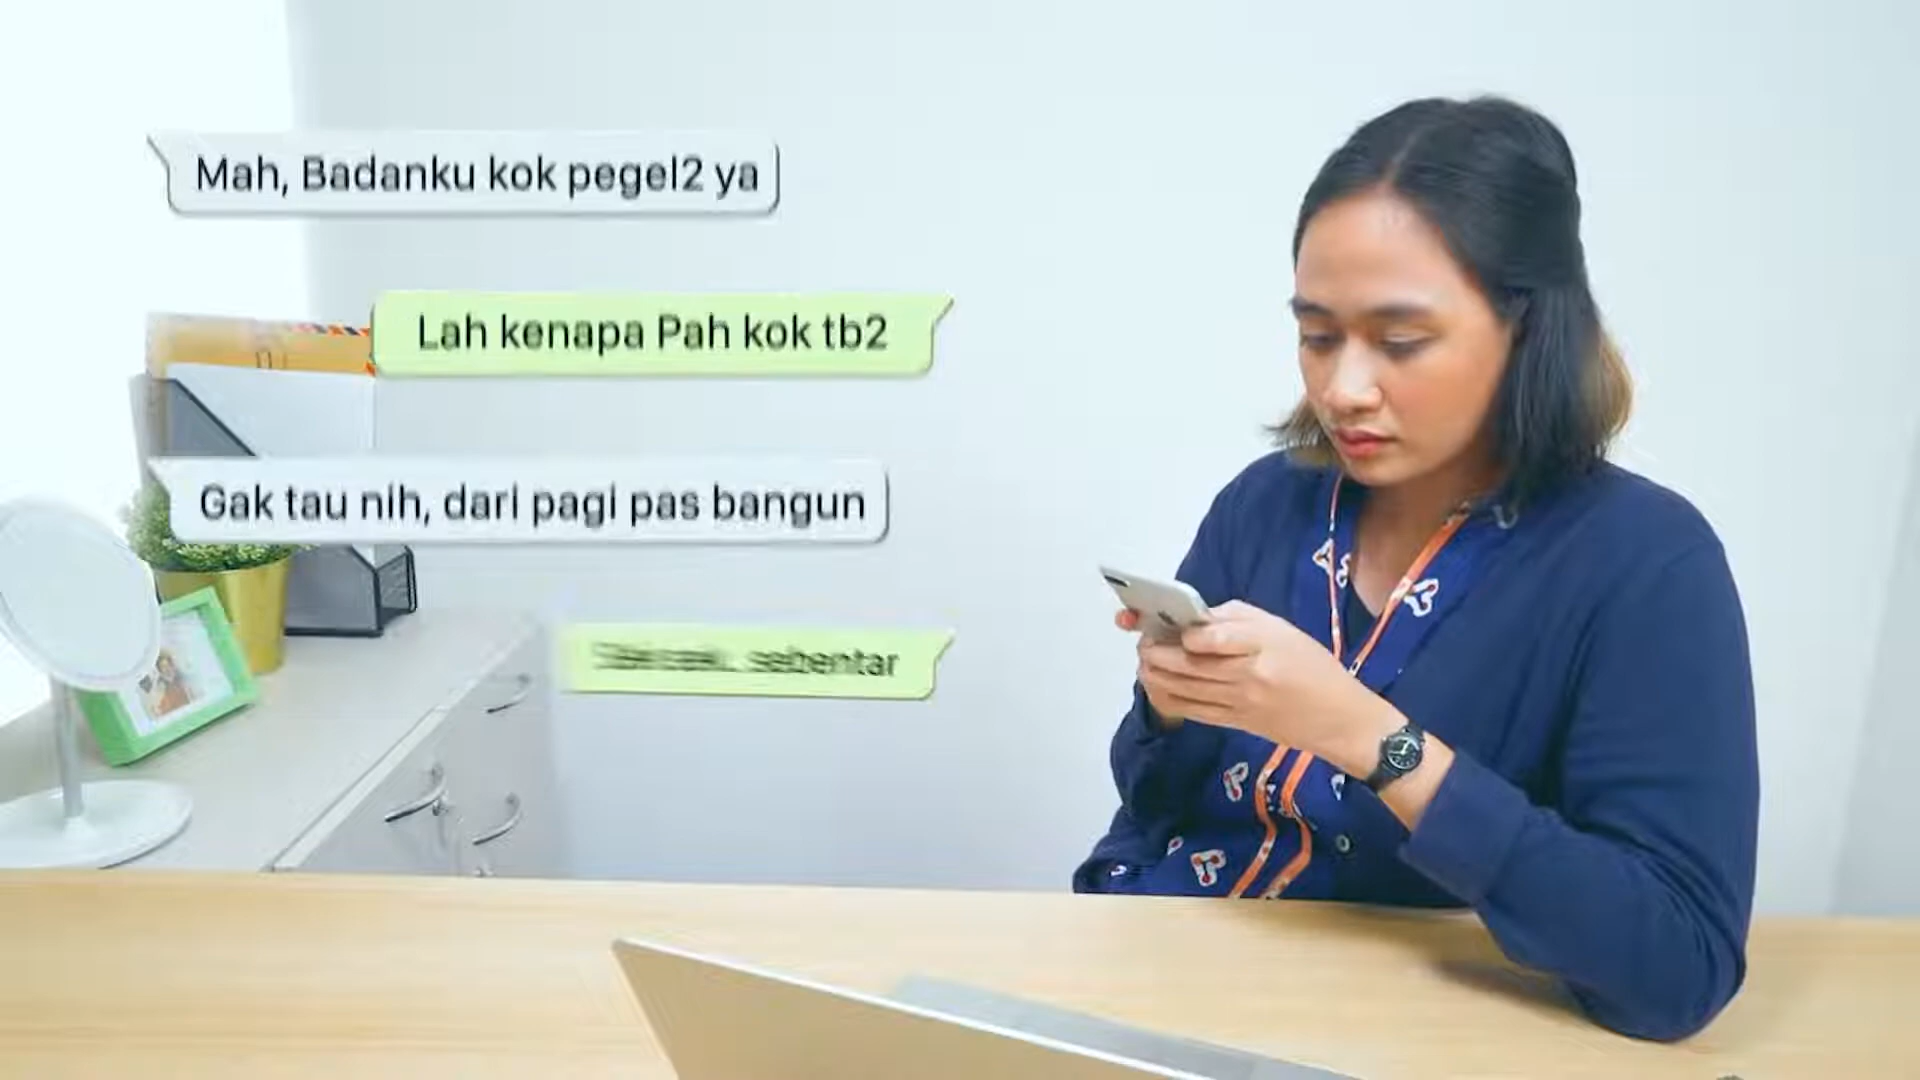 Mah, Badanku kok pegel2 ya
Lah kenapa Pah kok tb2
Gak tau nih, dari pagi pas bangun
sebentar